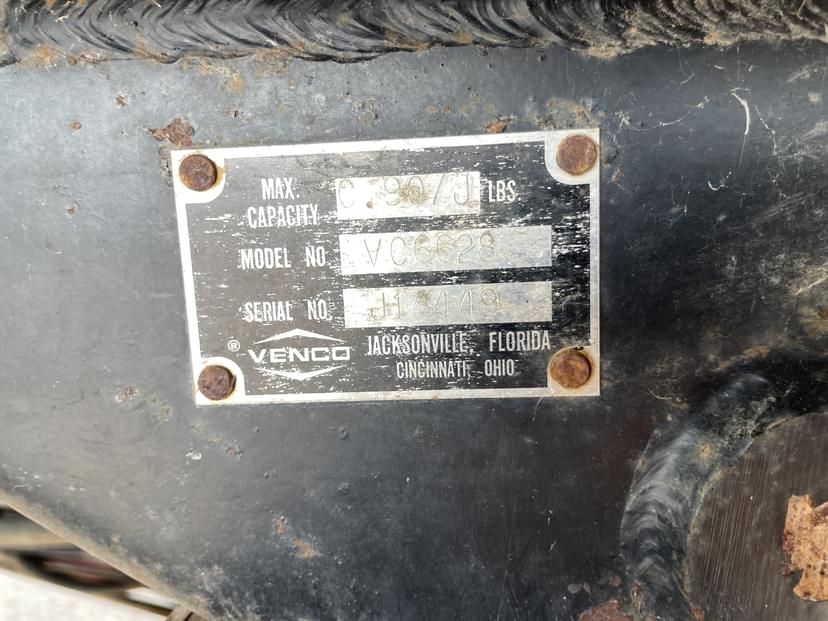 MAX.
CAPACITY LBS.
MODEL NO. VC6628
SERIAL NO.
® VENCO JACKSONVILLE, FLORIDA
CINCINNATI, OHIO